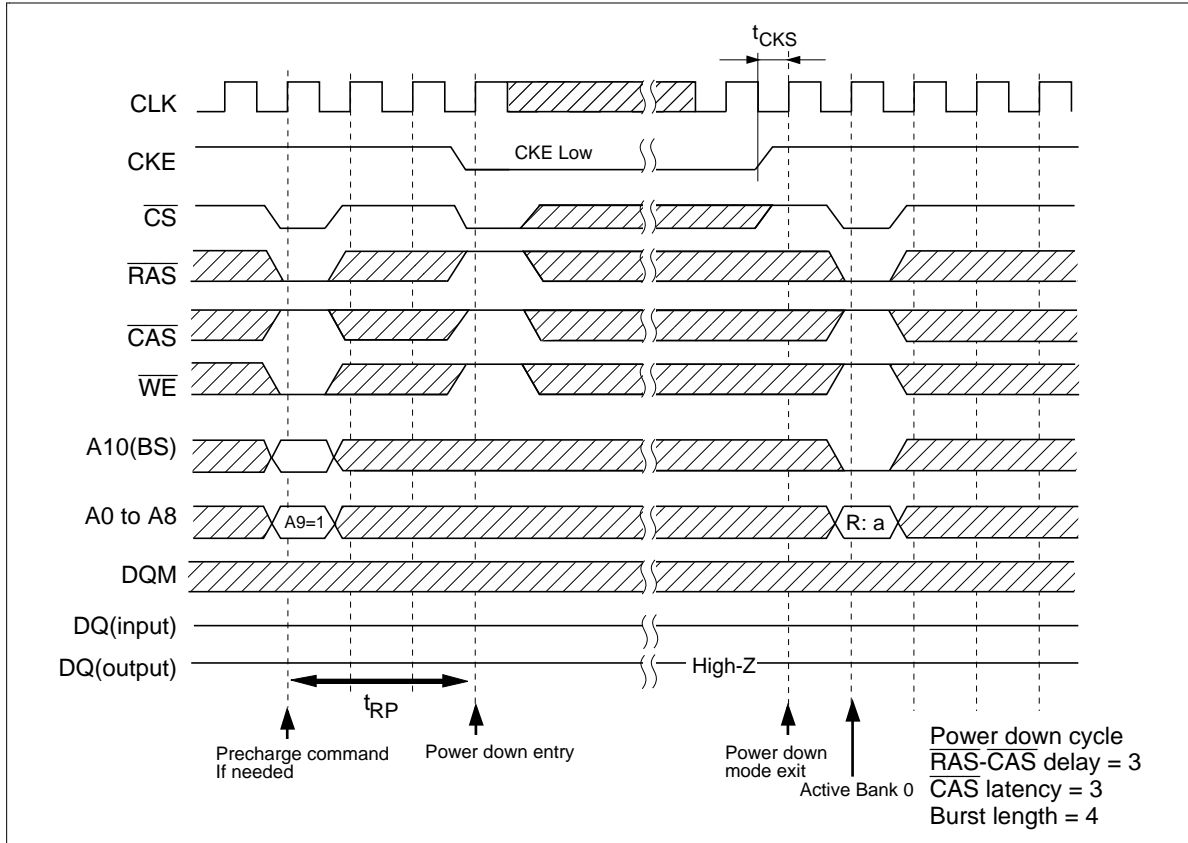 tCKS
CLK
CKE
CKE Low
CS
RAS
CAS
WE
A10(BS)
A0 to A8
A9=1
R: a
DQM
DQ(input)
DQ(output)
High-Z
tRP
Precharge command
If needed
Power down entry
Power down
mode exit
Active Bank 0
Power down cycle
RAS-CAS delay = 3
CAS latency = 3
Burst length = 4